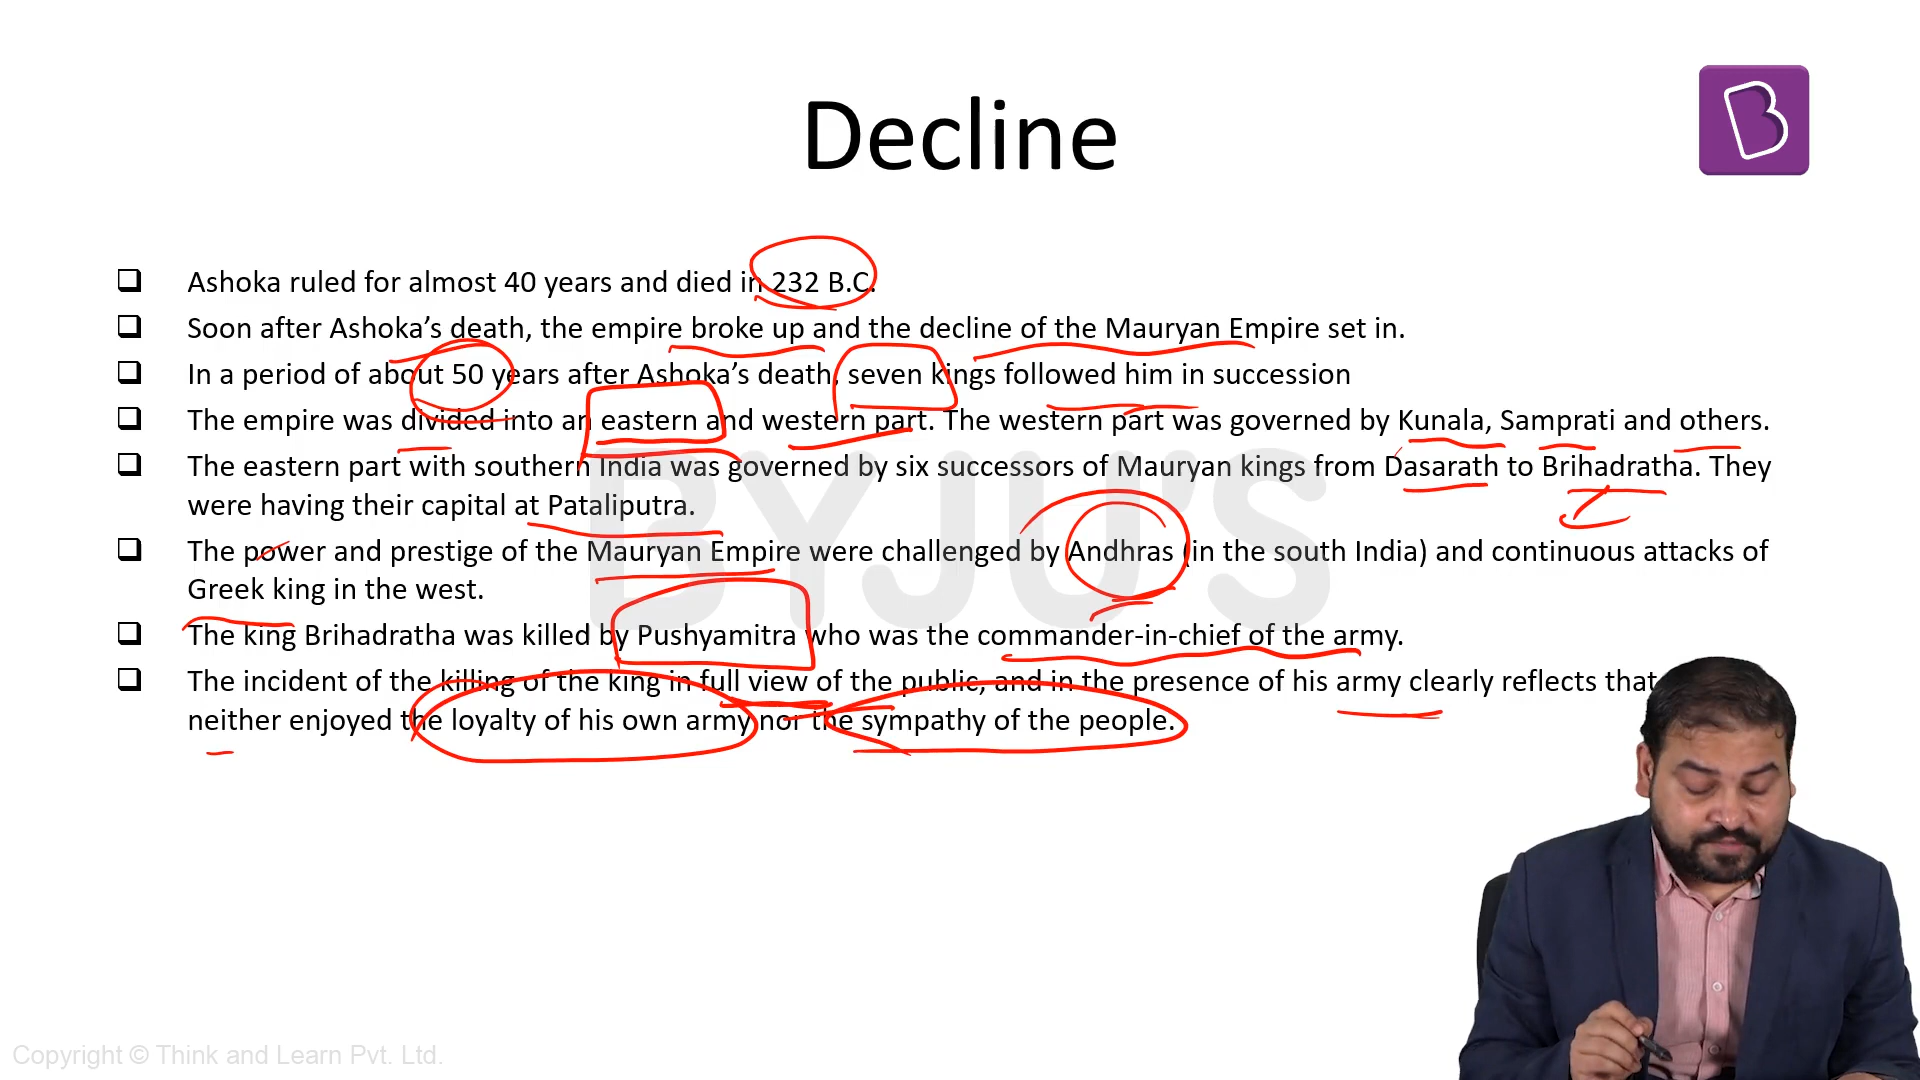 Decline
Ashoka ruled for almost 40 years and died in 232 B.C.
Soon after Ashoka's death, the empire broke up and the decline of the Mauryan Empire set in.
In a period of about 50 years after Ashoka's death, seven kings followed him in succession
The empire was divided into an eastern and western part. The western part was governed by Kunala, Samprati and others.
The eastern part with southern India was governed by six successors of Mauryan kings from Dasarath to Brihadratha. They
were having their capital at Pataliputra.
The power and prestige of the Mauryan Empire were challenged by Andhras (in the south India) and continuous attacks of
Greek king in the west.
The king Brihadratha was killed by Pushyamitra who was the commander-in-chief of the army.
The incident of the killing of the king in full view of the public, and in the presence of his army clearly reflects that
neither enjoyed the loyalty of his own army nor the sympathy of the people.
BYJU'S
Copyright © Think and Learn Pvt. Ltd.